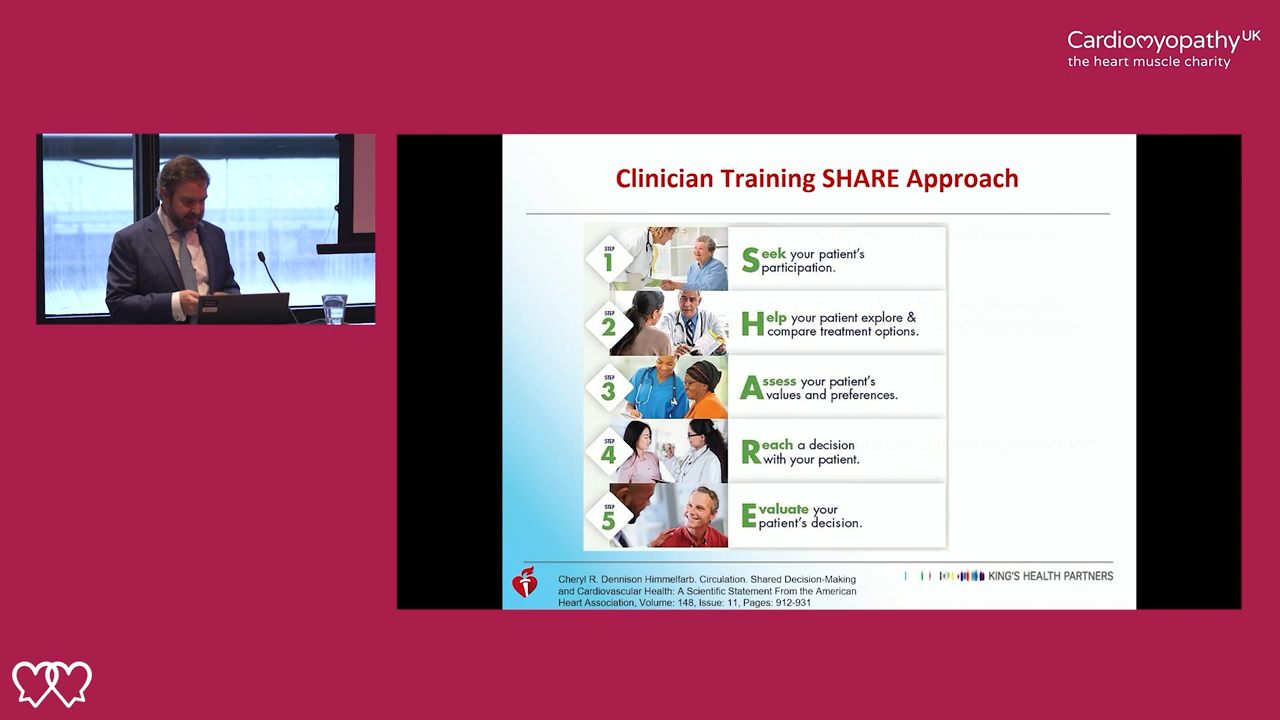 Cardiomyopathy UK
the heart muscle charity
Clinician Training SHARE Approach
STEP
1
Seek your patient's
participation.
STEP
2
Help your patient explore &
compare treatment options.
STEP
3
Assess your patient's
values and preferences.
STEP
4
Reach a decision
with your patient.
STEP
5
Evaluate your
patient's decision.
Cheryl R. Dennison Himmelfarb. Circulation. Shared Decision-Making
and Cardiovascular Health: A Scientific Statement From the American
Heart Association, Volume: 148, Issue: 11, Pages: 912-931
KING'S HEALTH PARTNERS